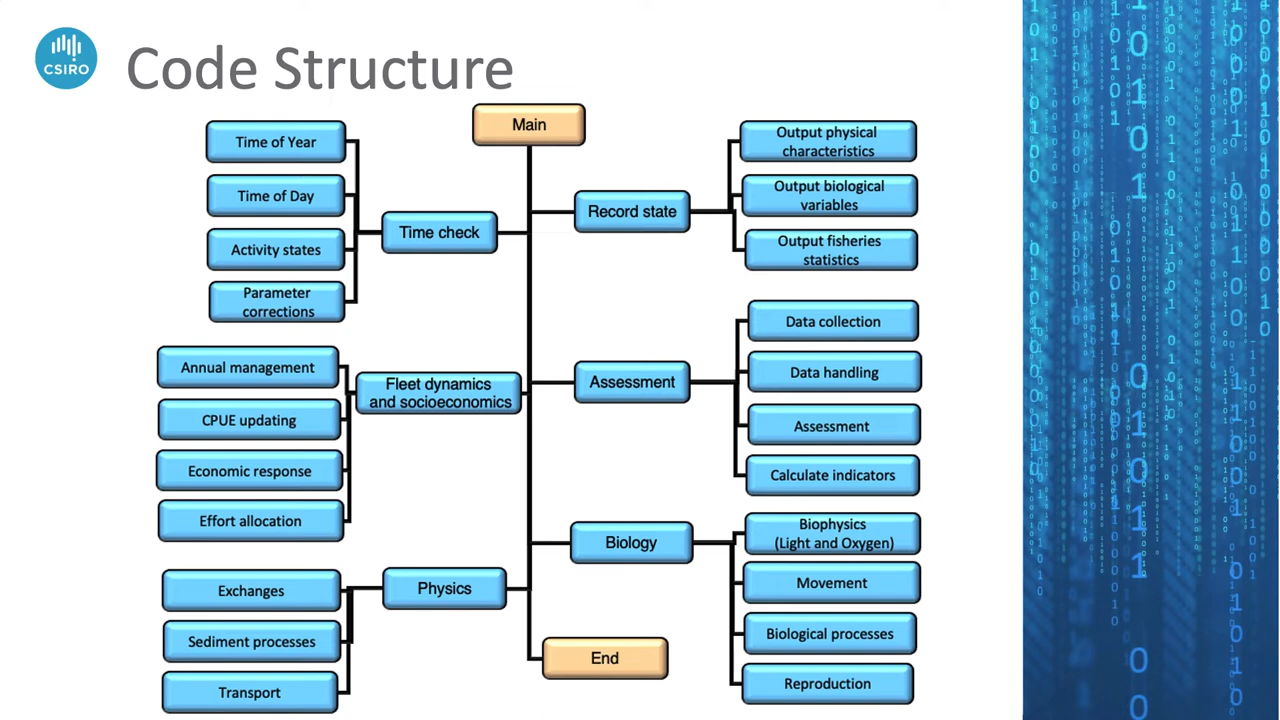 CSIRO
Code Structure
Main
Time of Year
Time of Day
Activity states
Parameter
corrections
Time check
Record state
Output physical
characteristics
Output biological
variables
Output fisheries
statistics
Annual management
CPUE updating
Economic response
Effort allocation
Fleet dynamics
and socioeconomics
Assessment
Data collection
Data handling
Assessment
Calculate indicators
Exchanges
Sediment processes
Transport
Physics
Biology
Biophysics
(Light and Oxygen)
Movement
Biological processes
Reproduction
End